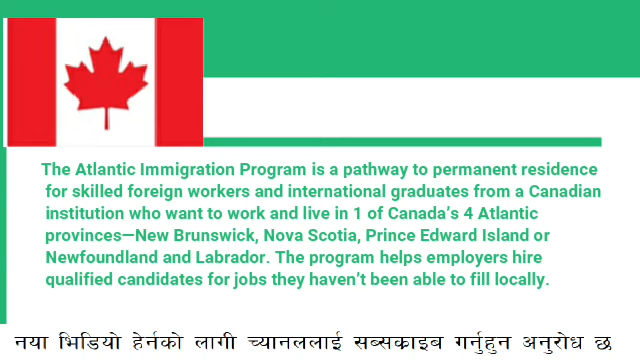 The Atlantic Immigration Program is a pathway to permanent residence
for skilled foreign workers and international graduates from a Canadian
institution who want to work and live in 1 of Canada's 4 Atlantic
provinces—New Brunswick, Nova Scotia, Prince Edward Island or
Newfoundland and Labrador. The program helps employers hire
qualified candidates for jobs they haven't been able to fill locally.
नया भिडियो हेर्नको लागी च्यानललाई सब्सकाइब गर्नुहुन अनुरोध छ